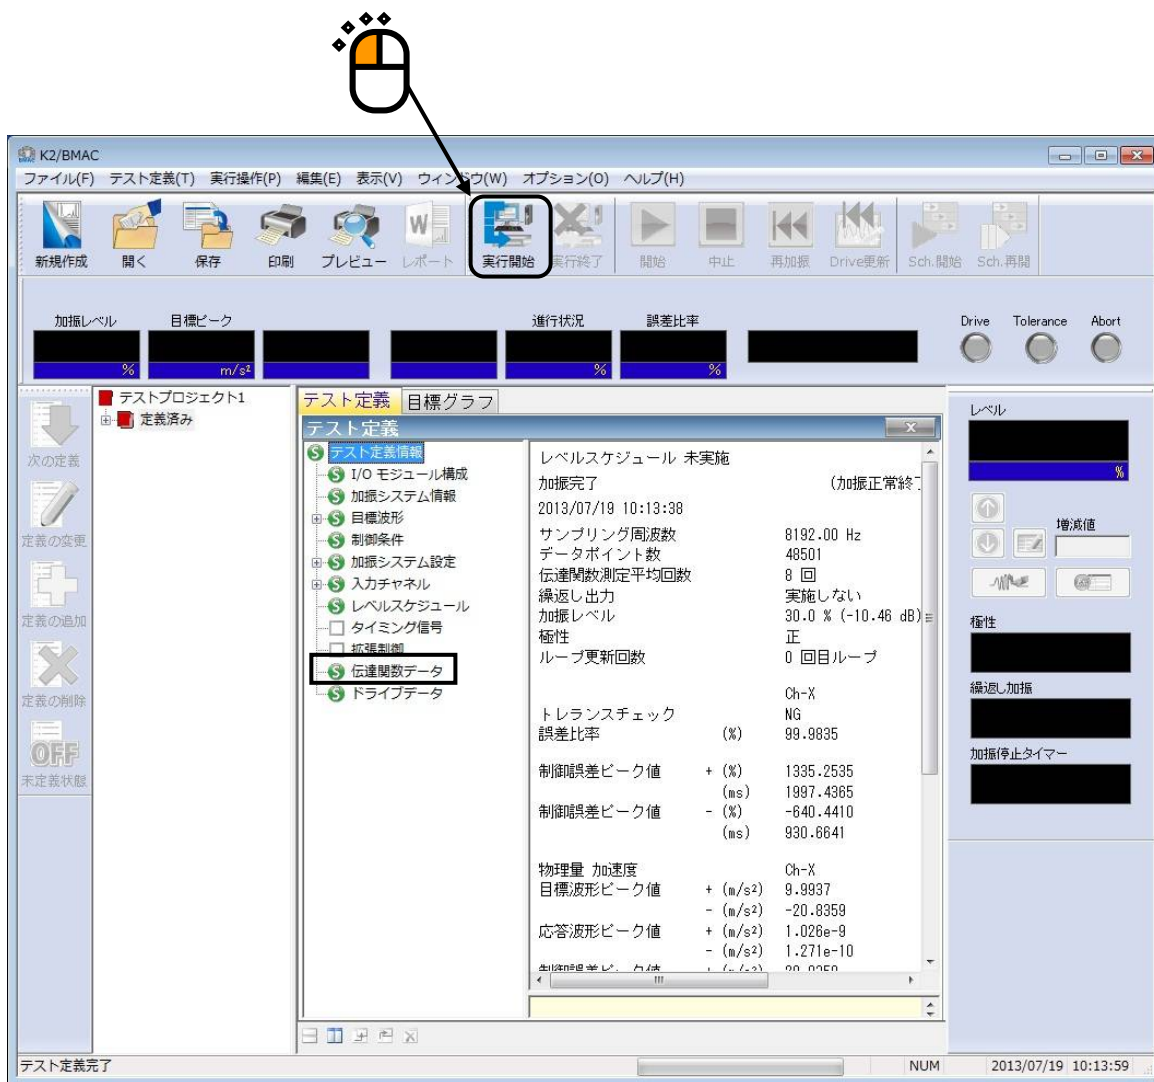 K2/BMAC
ファイル(F) テスト定義(T) 実行操作(P) 編集(E) 表示(V) ウィンドウ(W) オプション(O) ヘルプ(H)
新規作成 開く 保存 印刷 プレビュー レポート 実行開始 実行終了 開始 中止 再加振 Drive更新 Sch.開始 Sch.再開
加振レベル 目標ピーク 進行状況 誤差比率 Drive Tolerance Abort
% m/s² % %
次の定義
定義の変更
定義の追加
定義の削除
OFF
未定義状態
テストプロジェクト1
定義済み
テスト定義 目標グラフ
テスト定義
テスト定義情報
I/O モジュール構成
加振システム情報
目標波形
制御条件
加振システム設定
入力チャネル
レベルスケジュール
タイミング信号
拡張制御
伝達関数データ
ドライブデータ
レベルスケジュール 未実施
加振完了 (加振正常終了
2013/07/19 10:13:38
サンプリング周波数 8192.00 Hz
データポイント数 48501
伝達関数測定平均回数 8 回
繰返し出力 実施しない
加振レベル 30.0 % (-10.46 dB)
極性 正
ループ更新回数 0 回目ループ
Ch-X
トレランスチェック NG
誤差比率 (%) 99.9835
制御誤差ピーク値 + (%) 1335.2535
(ms) 1997.4365
制御誤差ピーク値 - (%) -640.4410
(ms) 930.6641
物理量 加速度 Ch-X
目標波形ピーク値 + (m/s²) 9.9937
- (m/s²) -20.8359
応答波形ピーク値 + (m/s²) 1.026e-9
- (m/s²) 1.271e-10
レベル
%
増減値
極性
繰返し加振
加振停止タイマー
テスト定義完了 NUM 2013/07/19 10:13:59